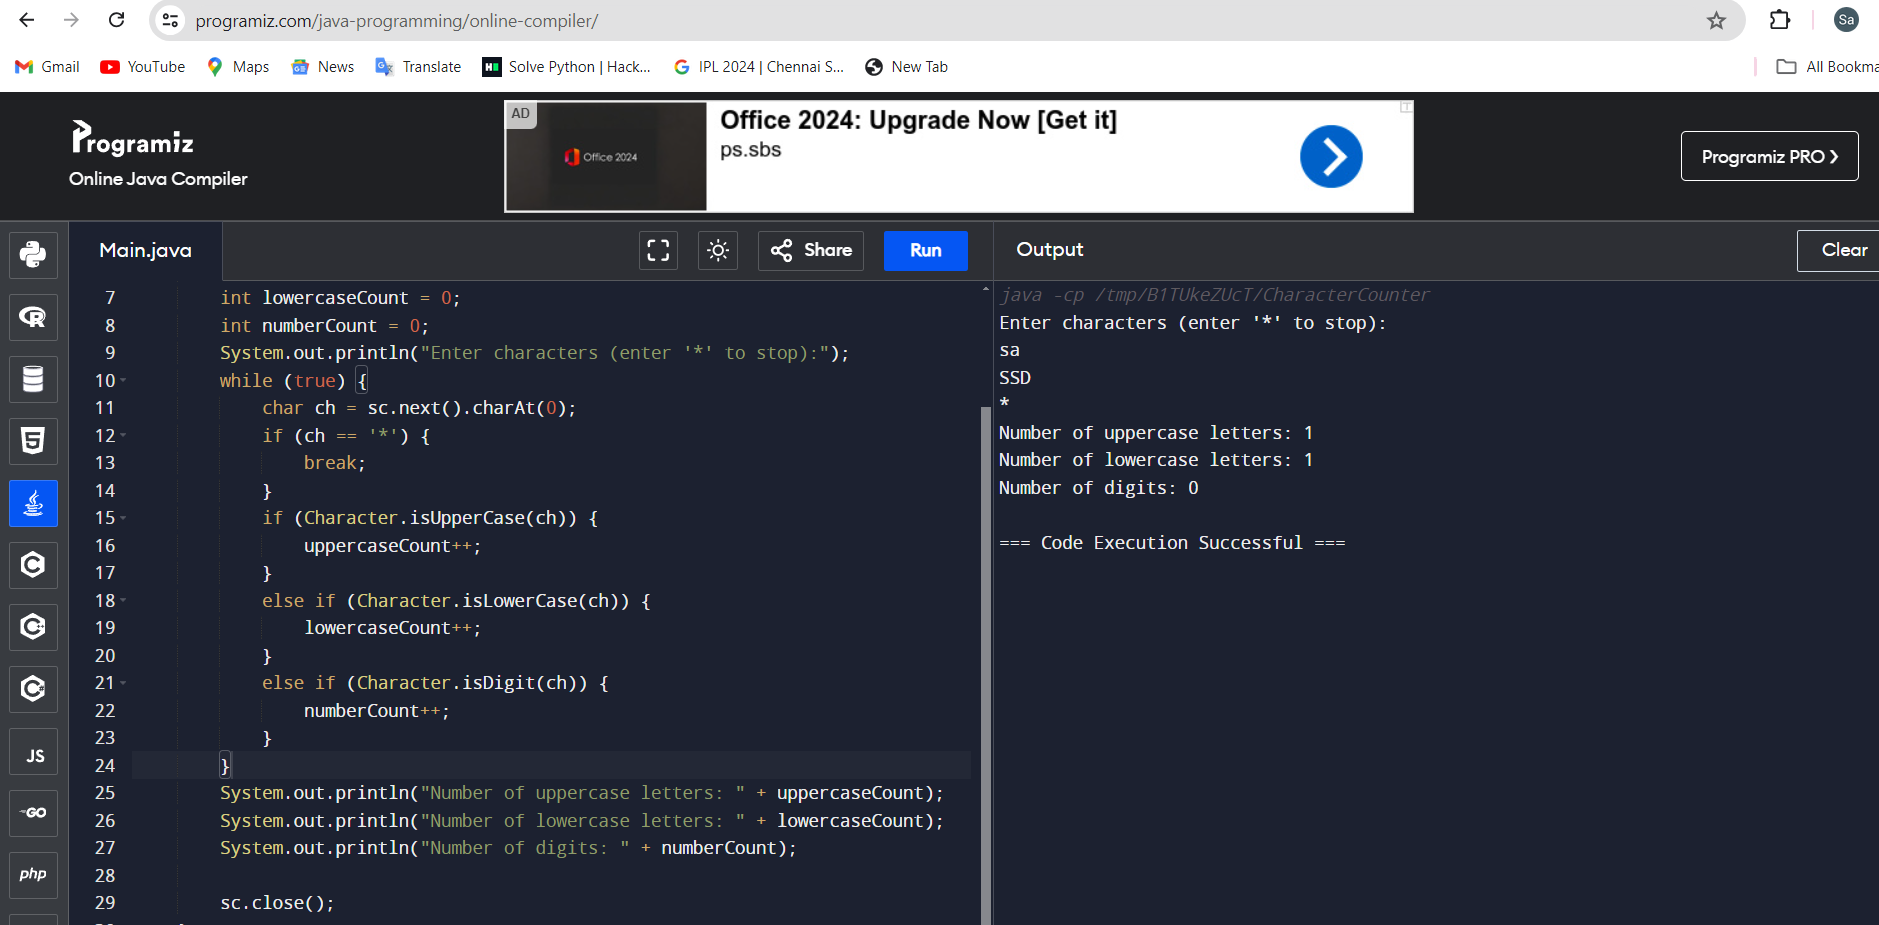 programiz.com/java-programming/online-compiler/
Sa
Gmail YouTube Maps News Translate Solve Python | Hack... IPL 2024 | Chennai S... New Tab All Bookma
Programiz
Online Java Compiler
AD
Office 2024
Office 2024: Upgrade Now [Get it]
ps.sbs
Programiz PRO ❯
Main.java
Share
Run
Output
Clear
7 int lowercaseCount = 0;
8 int numberCount = 0;
9 System.out.println("Enter characters (enter '*' to stop):");
10 while (true) {
11 char ch = sc.next().charAt(0);
12 if (ch == '*') {
13 break;
14 }
15 if (Character.isUpperCase(ch)) {
16 uppercaseCount++;
17 }
18 else if (Character.isLowerCase(ch)) {
19 lowercaseCount++;
20 }
21 else if (Character.isDigit(ch)) {
22 numberCount++;
23 }
24 }
25 System.out.println("Number of uppercase letters: " + uppercaseCount);
26 System.out.println("Number of lowercase letters: " + lowercaseCount);
27 System.out.println("Number of digits: " + numberCount);
28
29 sc.close();
java -cp /tmp/B1TUkeZUcT/CharacterCounter
Enter characters (enter '*' to stop):
sa
SSD
*
Number of uppercase letters: 1
Number of lowercase letters: 1
Number of digits: 0
=== Code Execution Successful ===
R
5
C
C++
C#
JS
GO
php